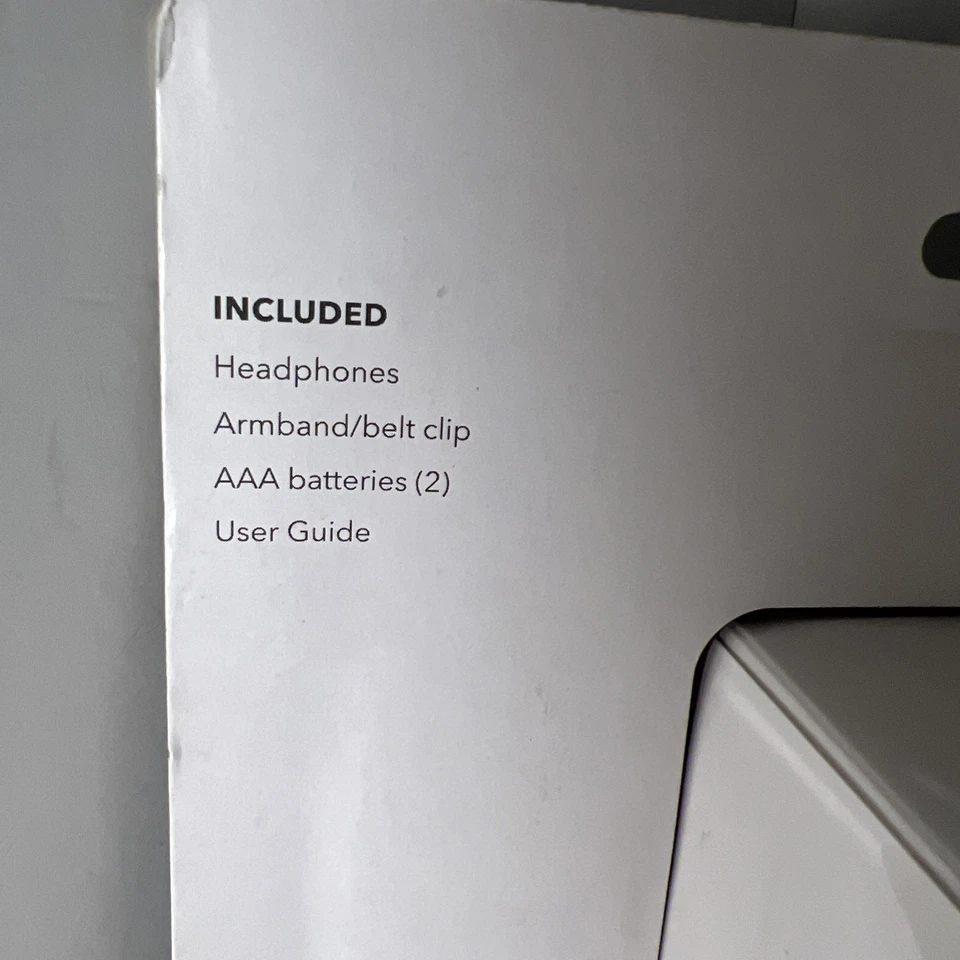 INCLUDED
Headphones
Armband/belt clip
AAA batteries (2)
User Guide